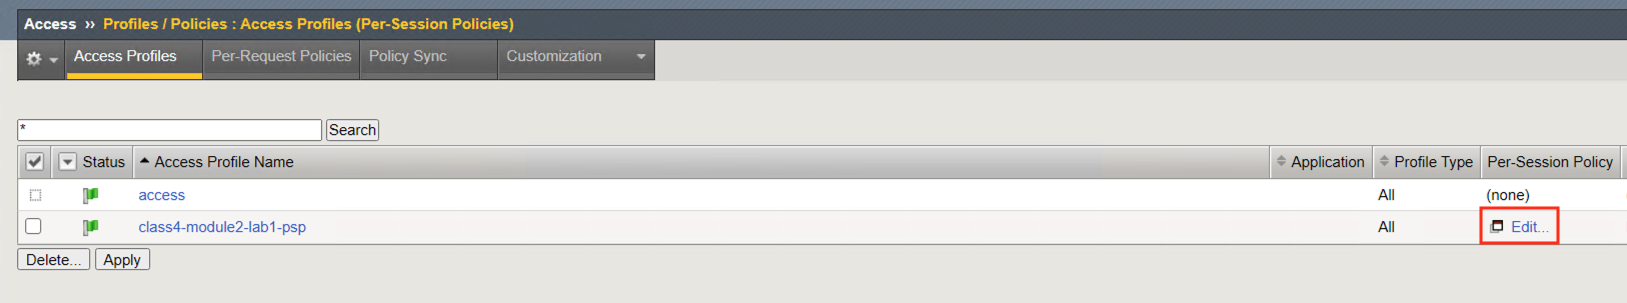 Access ›› Profiles / Policies : Access Profiles (Per-Session Policies)
Access Profiles Per-Request Policies Policy Sync Customization
* Search
Status Access Profile Name Application Profile Type Per-Session Policy
access All (none)
class4-module2-lab1-psp All Edit...
Delete... Apply